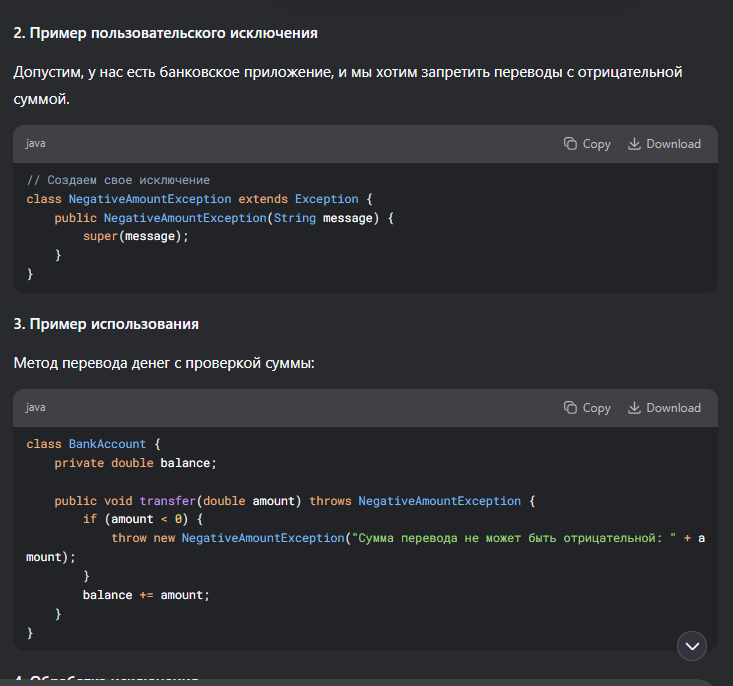 2. Пример пользовательского исключения
Допустим, у нас есть банковское приложение, и мы хотим запретить переводы с отрицательной
суммой.
java
Copy
Download
// Создаем свое исключение
class NegativeAmountException extends Exception {
    public NegativeAmountException(String message) {
        super(message);
    }
}
3. Пример использования
Метод перевода денег с проверкой суммы:
java
Copy
Download
class BankAccount {
    private double balance;
    public void transfer(double amount) throws NegativeAmountException {
        if (amount < 0) {
            throw new NegativeAmountException("Сумма перевода не может быть отрицательной: " + a
mount);
        }
        balance += amount;
    }
}
4. Обработка исключения